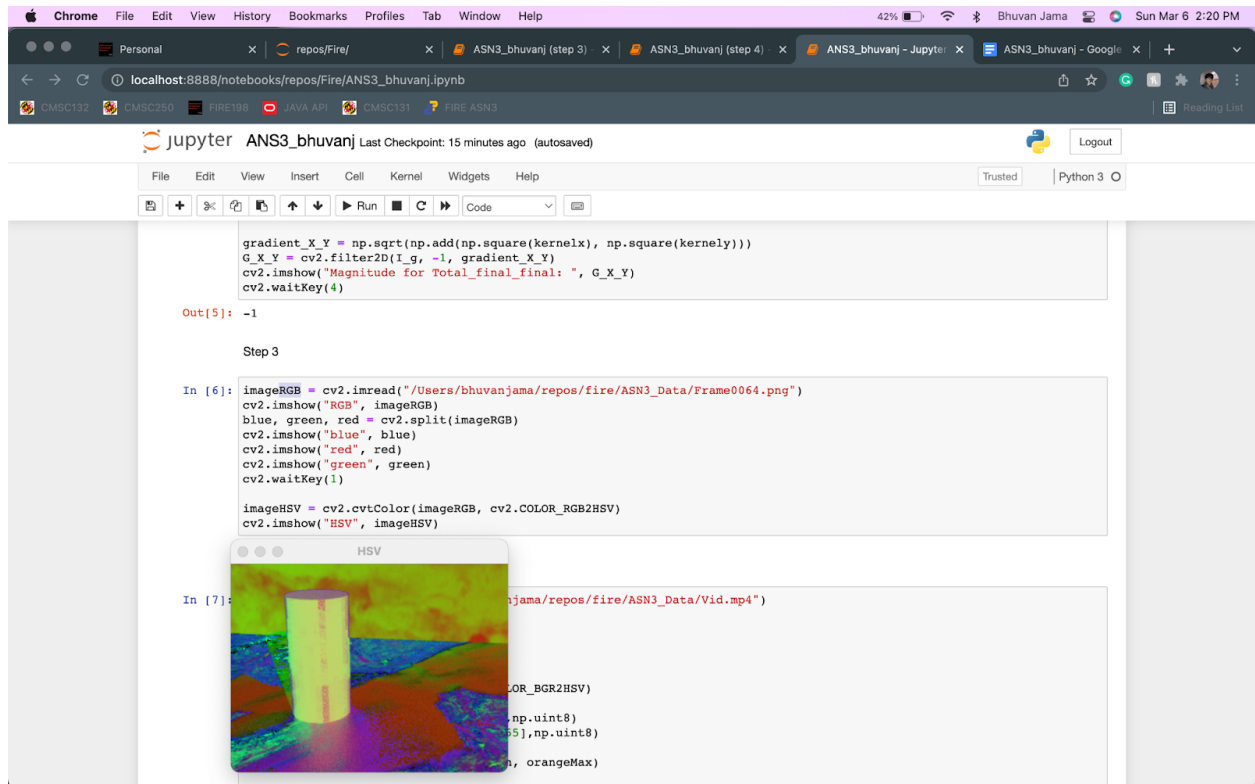 Chrome File Edit View History Bookmarks Profiles Tab Window Help 42% Bhuvan Jama Sun Mar 6 2:20 PM
Personal repos/Fire/ ASN3_bhuvanj (step 3) - ASN3_bhuvanj (step 4) - ANS3_bhuvanj - Jupyter ASN3_bhuvanj - Google
localhost:8888/notebooks/repos/Fire/ANS3_bhuvanj.ipynb
CMSC132 CMSC250 FIRE198 JAVA API CMSC131 FIRE ASN3 Reading List
jupyter ANS3_bhuvanj Last Checkpoint: 15 minutes ago (autosaved) Logout
File Edit View Insert Cell Kernel Widgets Help Trusted Python 3
Run Code
gradient_X_Y = np.sqrt(np.add(np.square(kernelx), np.square(kernely)))
G_X_Y = cv2.filter2D(I_g, -1, gradient_X_Y)
cv2.imshow("Magnitude for Total_final_final: ", G_X_Y)
cv2.waitKey(4)
Out[5]: -1
Step 3
In [6]: imageRGB = cv2.imread("/Users/bhuvanjama/repos/fire/ASN3_Data/Frame0064.png")
cv2.imshow("RGB", imageRGB)
blue, green, red = cv2.split(imageRGB)
cv2.imshow("blue", blue)
cv2.imshow("red", red)
cv2.imshow("green", green)
cv2.waitKey(1)
imageHSV = cv2.cvtColor(imageRGB, cv2.COLOR_RGB2HSV)
cv2.imshow("HSV", imageHSV)
HSV
In [7]: njama/repos/fire/ASN3_Data/Vid.mp4")
LOR_BGR2HSV)
,np.uint8)
55],np.uint8)
n, orangeMax)